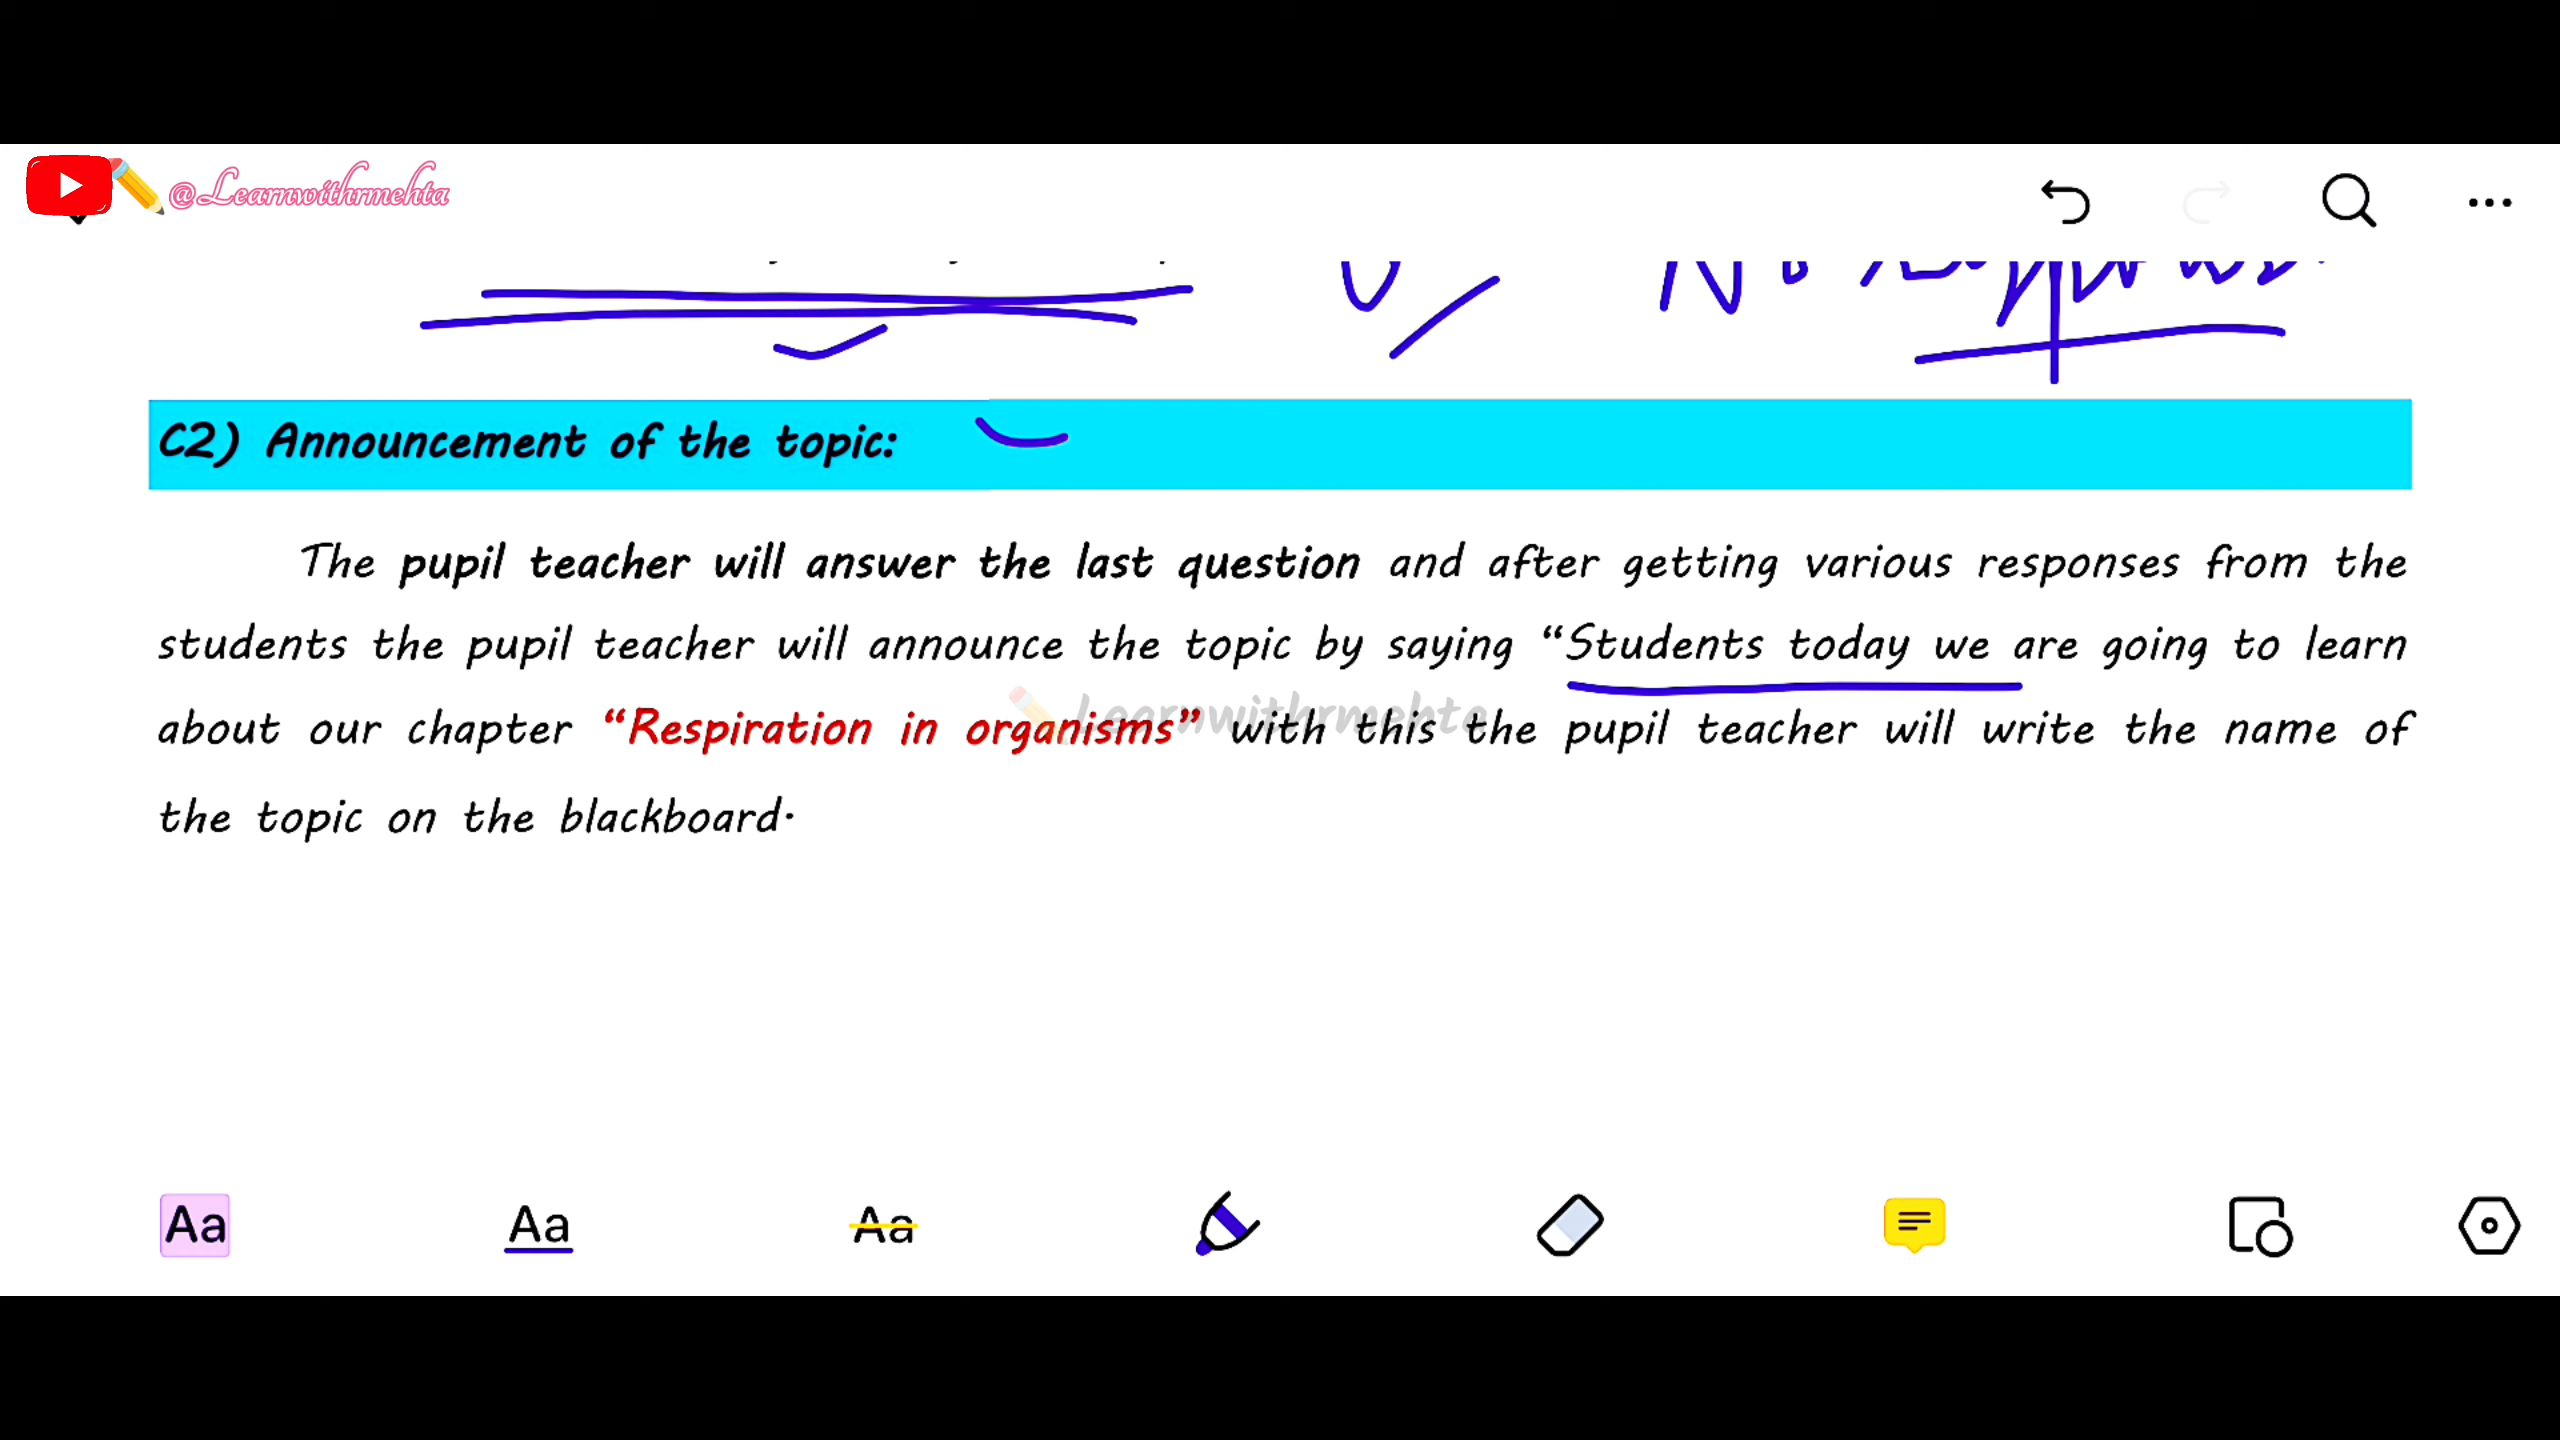 @Learnwithrmehta
C2) Announcement of the topic:
The pupil teacher will answer the last question and after getting various responses from the
students the pupil teacher will announce the topic by saying “Students today we are going to learn
about our chapter “Respiration in organisms” with this the pupil teacher will write the name of
the topic on the blackboard.
Learnwithrmehta
Aa Aa Aa